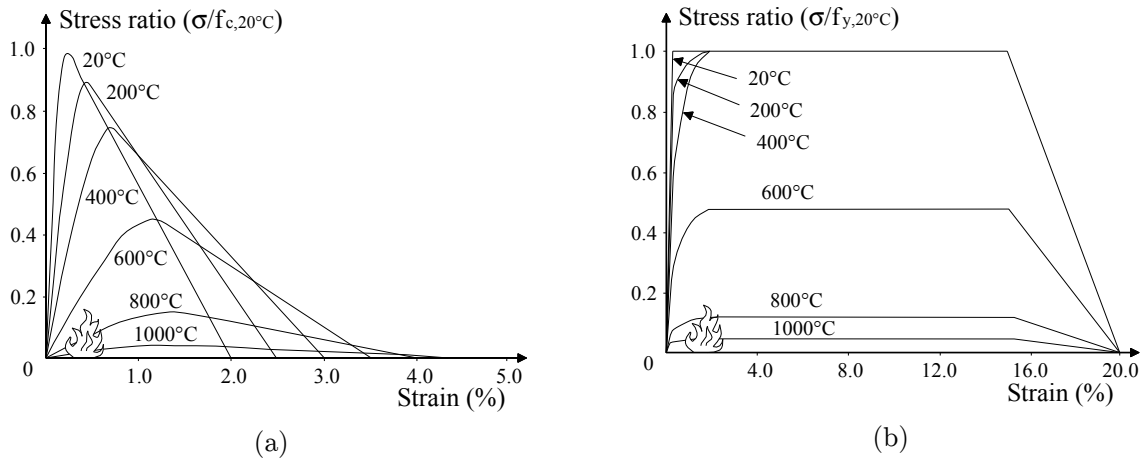 Stress ratio (σ/fc,20°C)
1.0
0.8
0.6
0.4
0.2
0
20°C
200°C
400°C
600°C
800°C
1000°C
1.0
2.0
3.0
4.0
5.0
Strain (%)
(a)
Stress ratio (σ/fy,20°C)
1.0
0.8
0.6
0.4
0.2
0
20°C
200°C
400°C
600°C
800°C
1000°C
4.0
8.0
12.0
16.0
20.0
Strain (%)
(b)